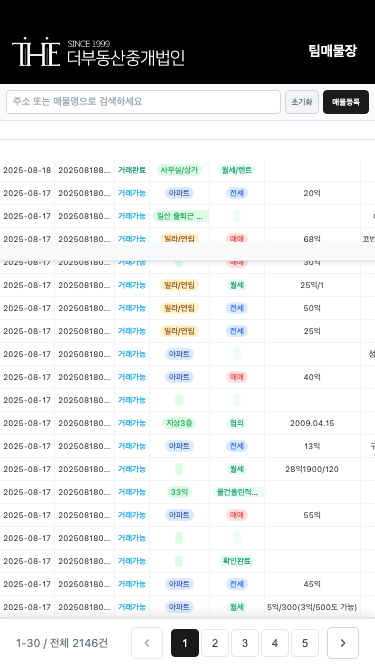 THE SINCE 1999 더부동산중개법인
팀매물장
주소 또는 매물명으로 검색하세요 초기화 매물등록
2025-08-18 202508188... 거래완료 사무실/상가 월세/렌트
2025-08-17 202508180... 거래가능 아파트 전세 20억
2025-08-17 202508180... 거래가능 일산 출퇴근 ...
2025-08-17 202508180... 거래가능 빌라/연립 매매 68억
2025-08-17 202508180... 거래가능 매매 30억
2025-08-17 202508180... 거래가능 빌라/연립 월세 25억/1
2025-08-17 202508180... 거래가능 빌라/연립 전세 50억
2025-08-17 202508180... 거래가능 빌라/연립 전세 25억
2025-08-17 202508180... 거래가능 아파트
2025-08-17 202508180... 거래가능 아파트 매매 40억
2025-08-17 202508180... 거래가능
2025-08-17 202508180... 거래가능 지상3층 협의 2009.04.15
2025-08-17 202508180... 거래가능 아파트 전세 13억
2025-08-17 202508180... 거래가능 월세 28억1900/120
2025-08-17 202508180... 거래가능 33억 물건올린적...
2025-08-17 202508180... 거래가능 아파트 매매 55억
2025-08-17 202508180... 거래가능
2025-08-17 202508180... 거래가능 확인완료
2025-08-17 202508180... 거래가능 아파트 전세 45억
2025-08-17 202508180... 거래가능 아파트 월세 5억/300(3억/500도 가능)
1-30 / 전체 2146건 1 2 3 4 5